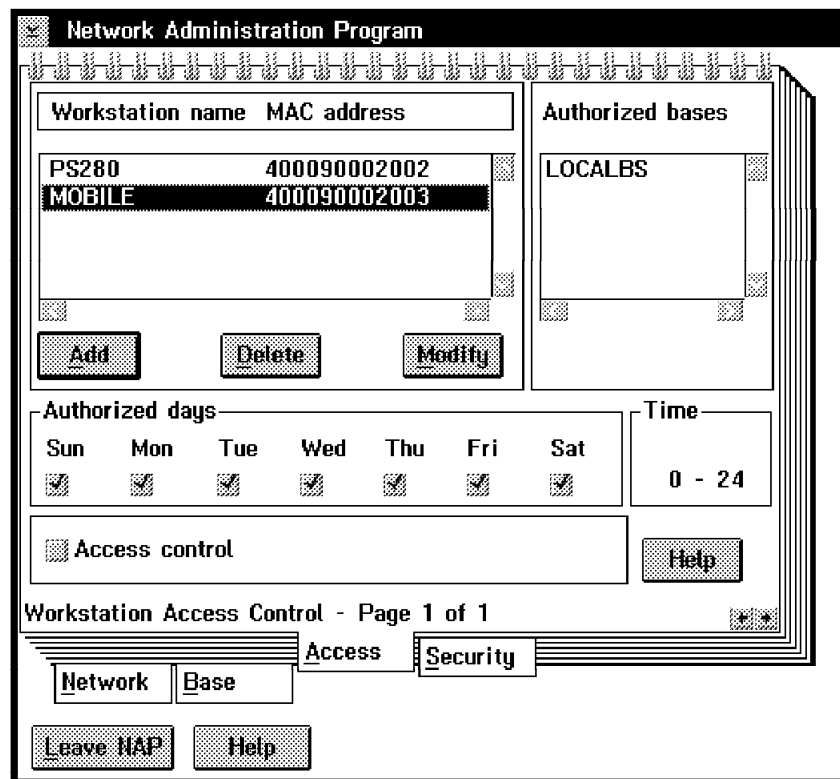 Network Administration Program
Workstation name MAC address
Authorized bases
PS280 400090002002
MOBILE 400090002003
LOCALBS
Add Delete Modify
Authorized days
Time
Sun Mon Tue Wed Thu Fri Sat
0 - 24
Access control
Help
Workstation Access Control - Page 1 of 1
Access
Security
Network
Base
Leave NAP Help